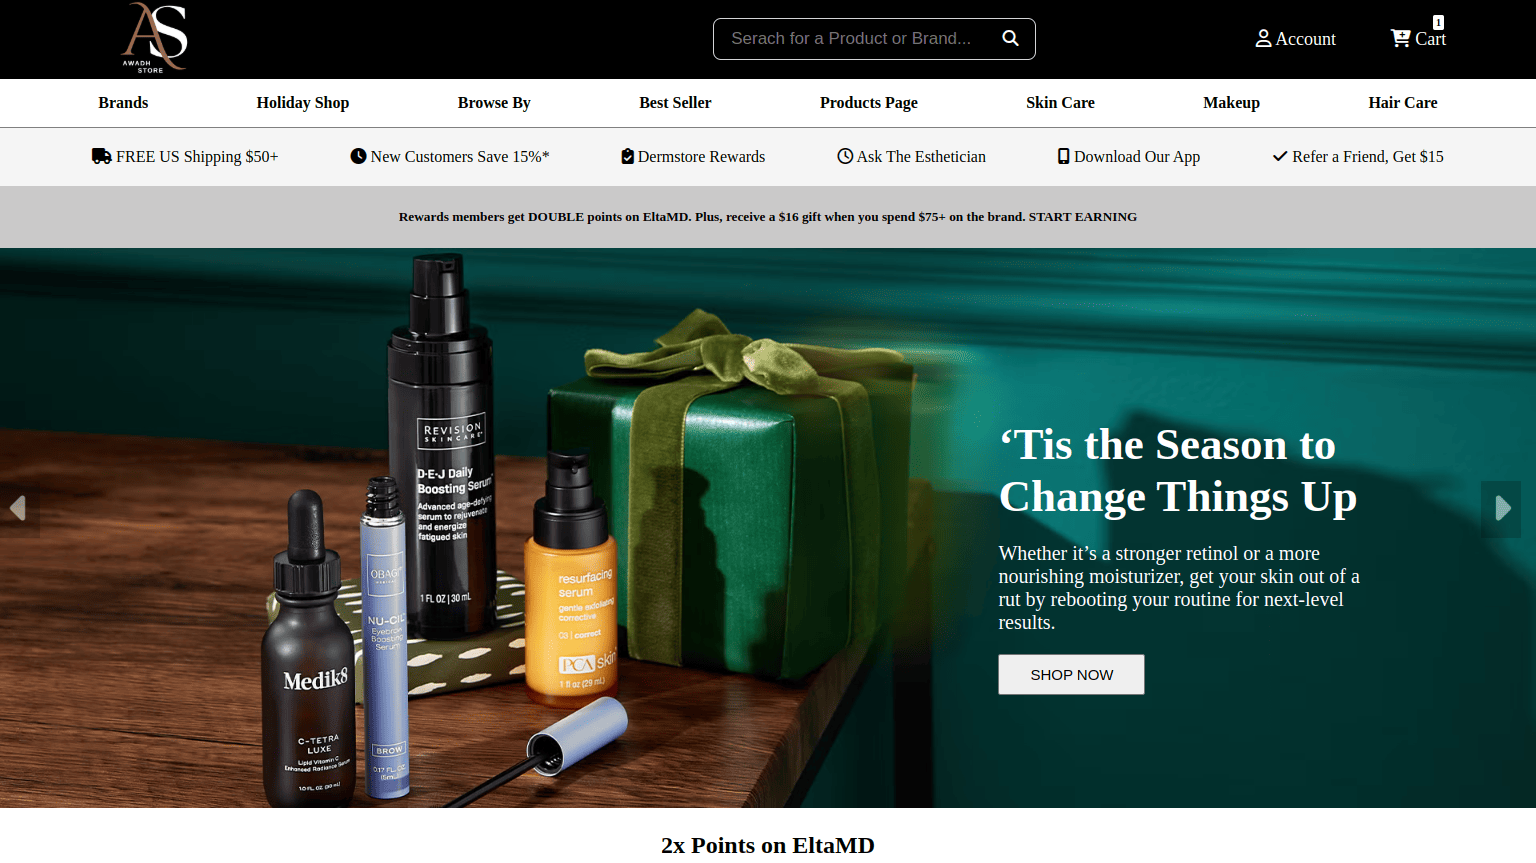 AS
AWADH
STORE
Serach for a Product or Brand...
Account
1
Cart
Brands
Holiday Shop
Browse By
Best Seller
Products Page
Skin Care
Makeup
Hair Care
FREE US Shipping $50+
New Customers Save 15%*
Dermstore Rewards
Ask The Esthetician
Download Our App
Refer a Friend, Get $15
Rewards members get DOUBLE points on EltaMD. Plus, receive a $16 gift when you spend $75+ on the brand. START EARNING
REVISION
SKINCARE
D·E·J Daily
Boosting Serum
Advanced age-defying
serum to rejuvenate
and energize
fatigued skin
1 FL OZ | 30 mL
OBAGI
NU-CIL
Eyebrow
Boosting
Serum
BROW
0.17 FL. OZ
(5mL
resurfacing
serum
gentle exfoliating
corrective
03 | correct
PCA skin
1 fl oz (29 mL)
Medik8
C-TETRA
LUXE
Lipid Vitamin C
Enhanced Radiance Serum
1.0 FL. OZ. (30 mL)
‘Tis the Season to
Change Things Up
Whether it’s a stronger retinol or a more
nourishing moisturizer, get your skin out of a
rut by rebooting your routine for next-level
results.
SHOP NOW
2x Points on EltaMD